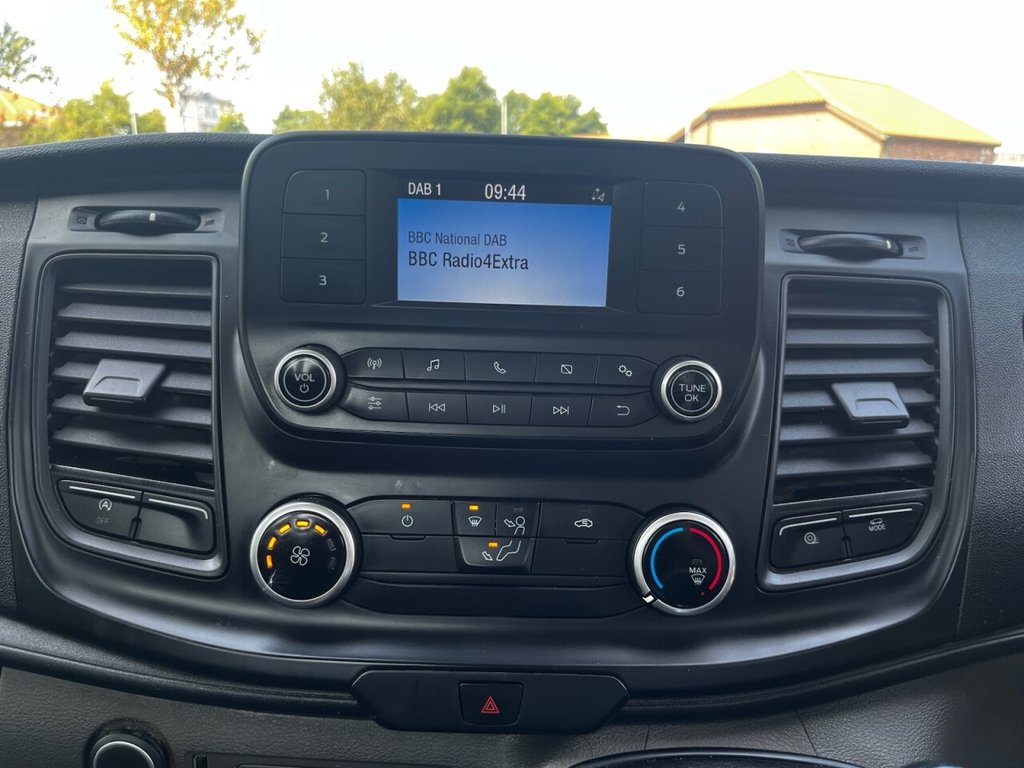 DAB 1 09:44
BBC National DAB
BBC Radio4Extra
1
2
3
4
5
6
VOL
TUNE
OK
OFF
MODE
MAX